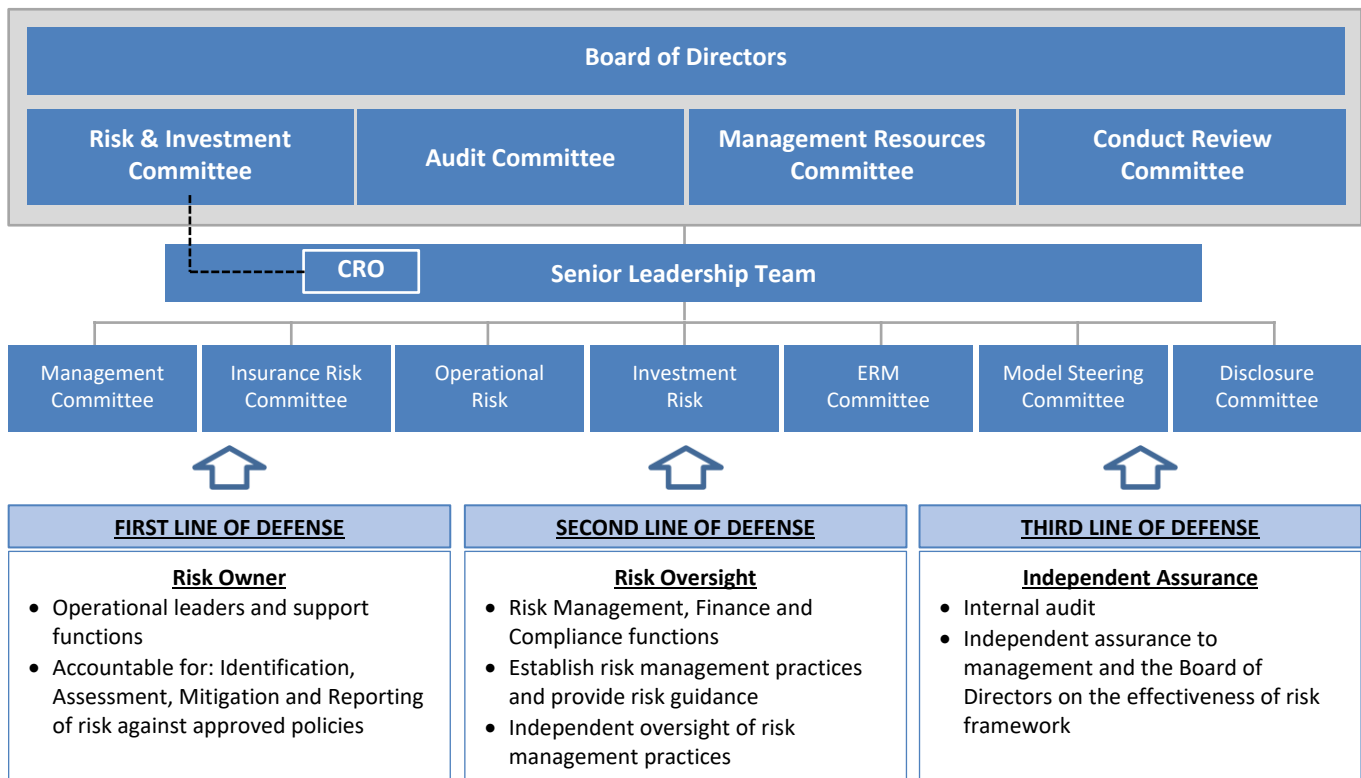 Board of Directors
Risk & Investment
Committee
Audit Committee
Management Resources
Committee
Conduct Review
Committee
CRO
Senior Leadership Team
Management
Committee
Insurance Risk
Committee
Operational
Risk
Investment
Risk
ERM
Committee
Model Steering
Committee
Disclosure
Committee
FIRST LINE OF DEFENSE
Risk Owner
• Operational leaders and support
functions
• Accountable for: Identification,
Assessment, Mitigation and Reporting
of risk against approved policies
SECOND LINE OF DEFENSE
Risk Oversight
• Risk Management, Finance and
Compliance functions
• Establish risk management practices
and provide risk guidance
• Independent oversight of risk
management practices
THIRD LINE OF DEFENSE
Independent Assurance
• Internal audit
• Independent assurance to
management and the Board of
Directors on the effectiveness of risk
framework